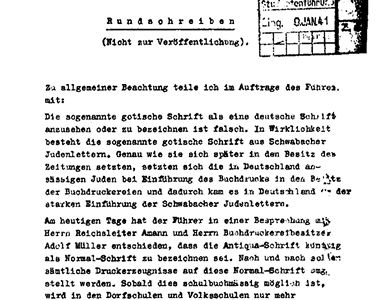 Rundschreiben
(Nicht zur Veröffentlichung).
Eing. 9. JAN. 41
Zu allgemeiner Beachtung teile ich im Auftrage des Führers
mit:
Die sogenannte gotische Schrift als eine deutsche Schrift
anzusehen oder zu bezeichnen ist falsch. In Wirklichkeit
besteht die sogenannte gotische Schrift aus Schwabacher
Judenlettern. Genau wie sie sich später in den Besitz der
Zeitungen setzten, setzten sich die in Deutschland an-
sässigen Juden bei Einführung des Buchdrucks in den Besitz
der Buchdruckereien und dadurch kam es in Deutschland zu der
starken Einführung der Schwabacher Judenlettern.
Am heutigen Tage hat der Führer in einer Besprechung mit
Herrn Reichsleiter Amann und Herrn Buchdruckereibesitzer
Adolf Müller entschieden, dass die Antiqua-Schrift künftig
als Normal-Schrift zu bezeichnen sei. Nach und nach sollen
sämtliche Druckerzeugnisse auf diese Normal-Schrift umge-
stellt werden. Sobald dies schulbuchmässig möglich ist,
wird in den Dorfschulen und Volksschulen nur mehr